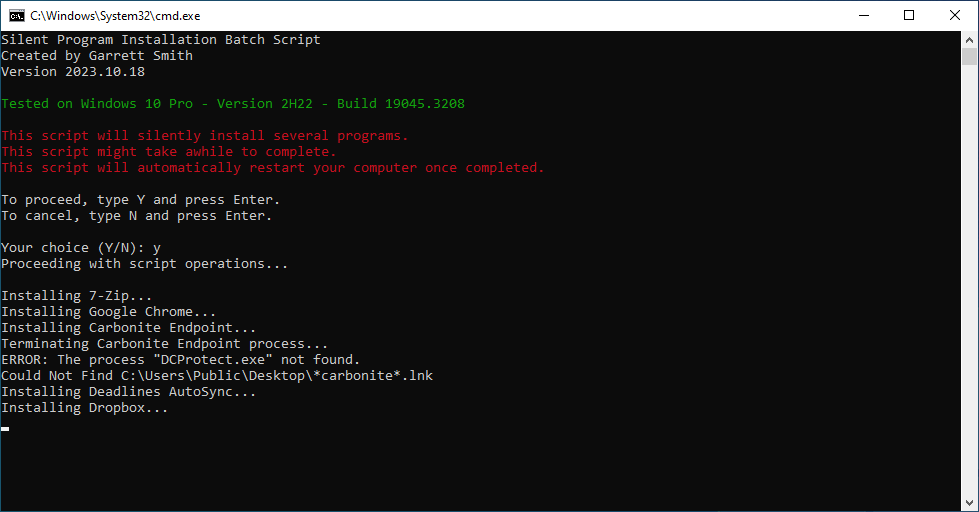 C:\Windows\System32\cmd.exe
Silent Program Installation Batch Script
Created by Garrett Smith
Version 2023.10.18
Tested on Windows 10 Pro - Version 2H22 - Build 19045.3208
This script will silently install several programs.
This script might take awhile to complete.
This script will automatically restart your computer once completed.
To proceed, type Y and press Enter.
To cancel, type N and press Enter.
Your choice (Y/N): y
Proceeding with script operations...
Installing 7-Zip...
Installing Google Chrome...
Installing Carbonite Endpoint...
Terminating Carbonite Endpoint process...
ERROR: The process "DCProtect.exe" not found.
Could Not Find C:\Users\Public\Desktop\*carbonite*.lnk
Installing Deadlines AutoSync...
Installing Dropbox...